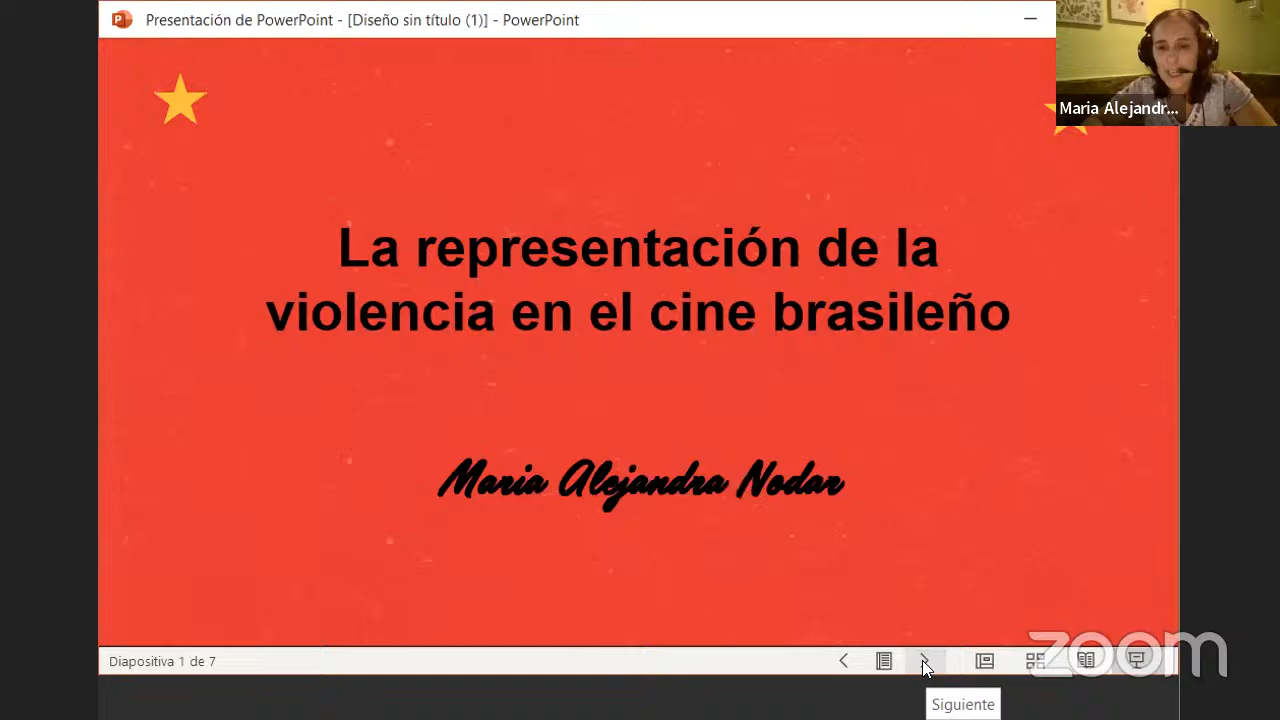 Presentación de PowerPoint - [Diseño sin título (1)] - PowerPoint
Maria Alejandr...
La representación de la
violencia en el cine brasileño
Maria Alejandra Nodar
Diapositiva 1 de 7
zoom
Siguiente